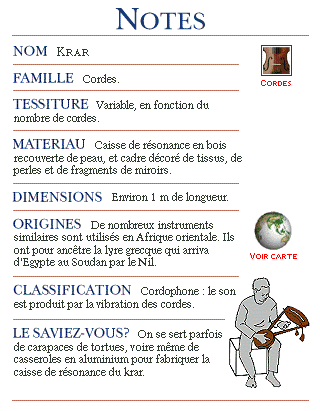 NOTES
NOM KRAR
CORDES
FAMILLE Cordes.
TESSITURE Variable, en fonction du
nombre de cordes.
MATERIAU Caisse de résonance en bois
recouverte de peau, et cadre décoré de tissus, de
perles et de fragments de miroirs.
DIMENSIONS Environ 1 m de longueur.
ORIGINES De nombreux instruments
similaires sont utilisés en Afrique orientale. Ils
ont pour ancêtre la lyre grecque qui arriva
d'Egypte au Soudan par le Nil.
VOIR CARTE
CLASSIFICATION Cordophone : le son
est produit par la vibration des cordes.
LE SAVIEZ-VOUS? On se sert parfois
de carapaces de tortues, voire même de
casseroles en aluminium pour fabriquer la
caisse de résonance du krar.